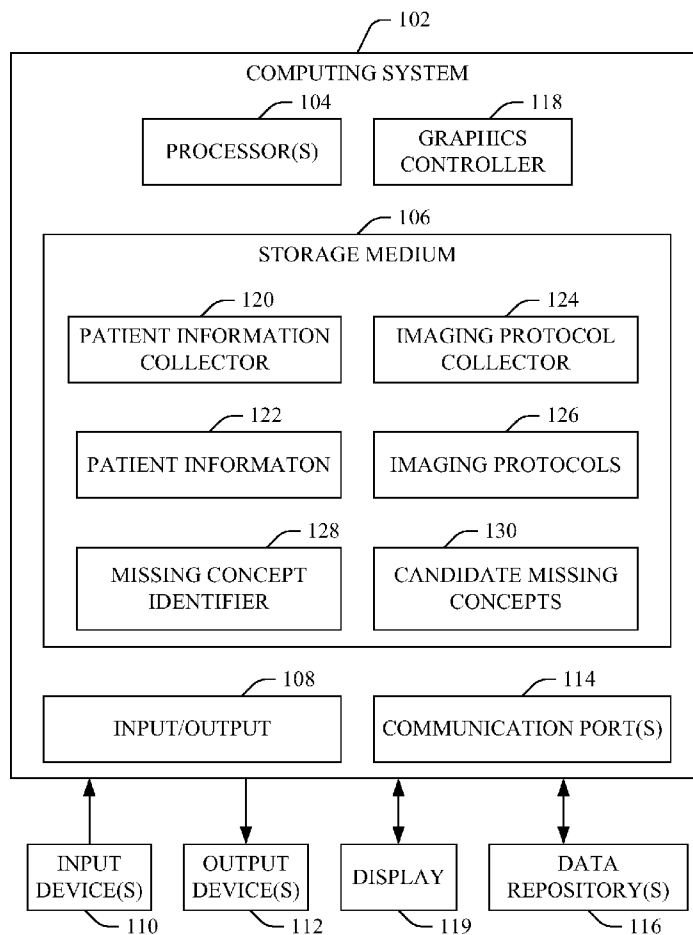 102
COMPUTING SYSTEM
104
118
PROCESSOR(S)
GRAPHICS
CONTROLLER
106
STORAGE MEDIUM
120
124
PATIENT INFORMATION
COLLECTOR
IMAGING PROTOCOL
COLLECTOR
122
126
PATIENT INFORMATON
IMAGING PROTOCOLS
128
130
MISSING CONCEPT
IDENTIFIER
CANDIDATE MISSING
CONCEPTS
108
114
INPUT/OUTPUT
COMMUNICATION PORT(S)
INPUT
DEVICE(S)
OUTPUT
DEVICE(S)
DISPLAY
DATA
REPOSITORY(S)
110
112
119
116